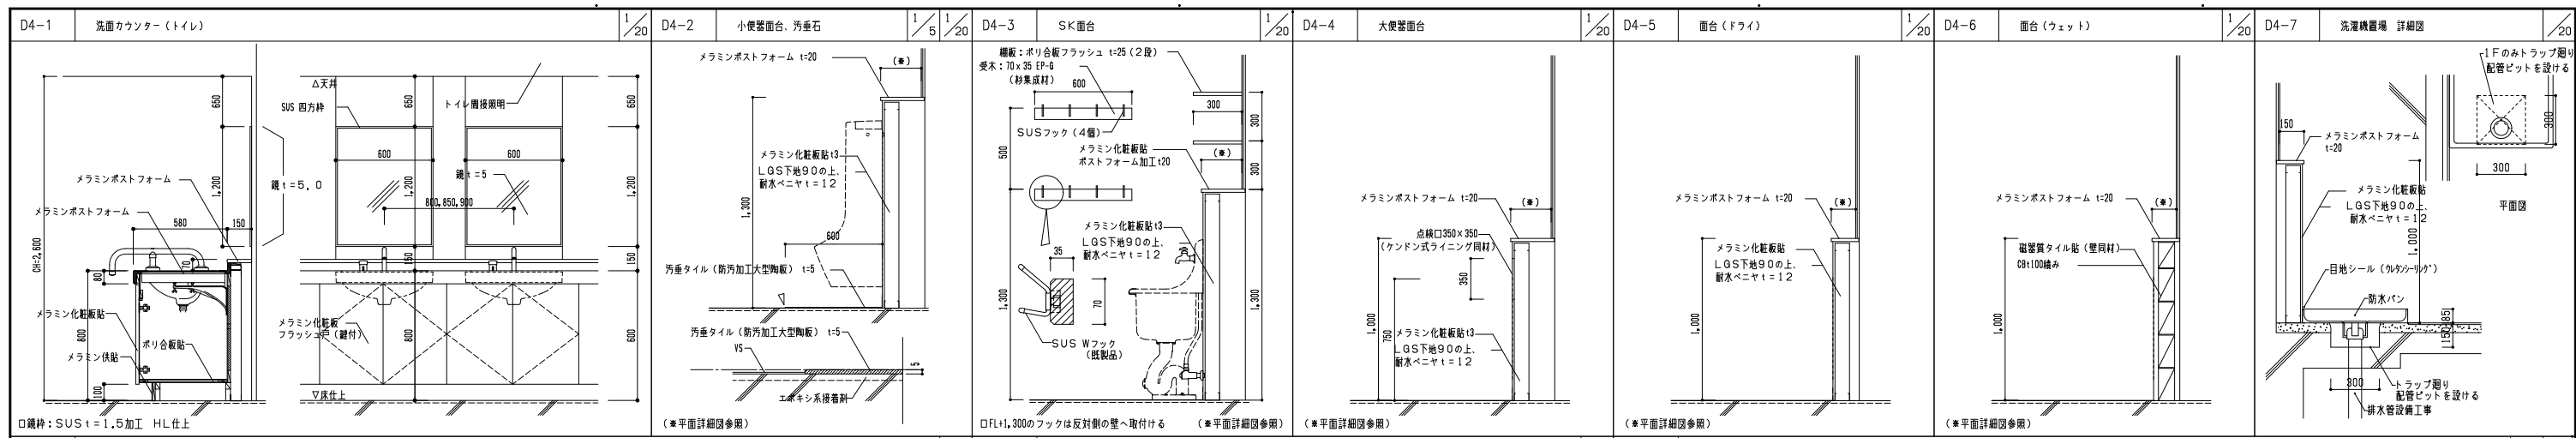 D4-1 洗面カウンター(トイレ) 1/20
△天井
SUS 四方枠
トイレ間接照明
650
650
650
600
600
鏡t=5.0
鏡t=5
1,200
1,200
1,200
800,850,900
メラミンポストフォーム
メラミンポストフォーム
580
150
CH=2,600
70
80
150
150
メラミン化粧板貼
800
メラミン供貼
ポリ合板貼
100
メラミン化粧板
フラッシュ戸(鍵付)
800
600
▽床仕上
□鏡枠:SUSt=1.5加工 HL仕上
D4-2 小便器面台、汚垂石 1/5 1/20
メラミンポストフォーム t=20
(※)
メラミン化粧板貼t3
LGS下地90の上、
耐水ベニヤt=12
1,300
600
汚垂タイル(防汚加工大型陶板) t=5
汚垂タイル(防汚加工大型陶板) t=5
VS
5
エポキシ系接着剤
(※平面詳細図参照)
D4-3 SK面台 1/20
棚板:ポリ合板フラッシュ t=25(2段)
受木:70x35 EP-G
(杉集成材)
600
300
300
SUSフック(4個)
メラミン化粧板貼
ポストフォーム加工t20
(※)
500
300
メラミン化粧板貼t3
LGS下地90の上、
耐水ベニヤt=12
35
70
1,300
1,300
SUS Wフック
(既製品)
□FL+1,300のフックは反対側の壁へ取付ける (※平面詳細図参照)
D4-4 大便器面台 1/20
メラミンポストフォーム t=20
(※)
点検口350×350
(ケンドン式ライニング同材)
350
1,000
750
メラミン化粧板貼t3
LGS下地90の上、
耐水ベニヤt=12
(※平面詳細図参照)
D4-5 面台(ドライ) 1/20
メラミンポストフォーム t=20
(※)
メラミン化粧板貼
LGS下地90の上、
耐水ベニヤt=12
1,000
(※平面詳細図参照)
D4-6 面台(ウェット) 1/20
メラミンポストフォーム t=20
(※)
磁器質タイル貼(壁同材)
CBt100積み
1,000
(※平面詳細図参照)
D4-7 洗濯機置場 詳細図 1/20
1Fのみトラップ廻り
配管ピットを設ける
150
300
メラミンポストフォーム
t=20
300
メラミン化粧板貼
LGS下地90の上、
耐水ベニヤt=12
平面図
1,000
目地シール(ウレタンシーリング)
防水パン
85
150
300
トラップ廻り
配管ピットを設ける
排水管設備工事